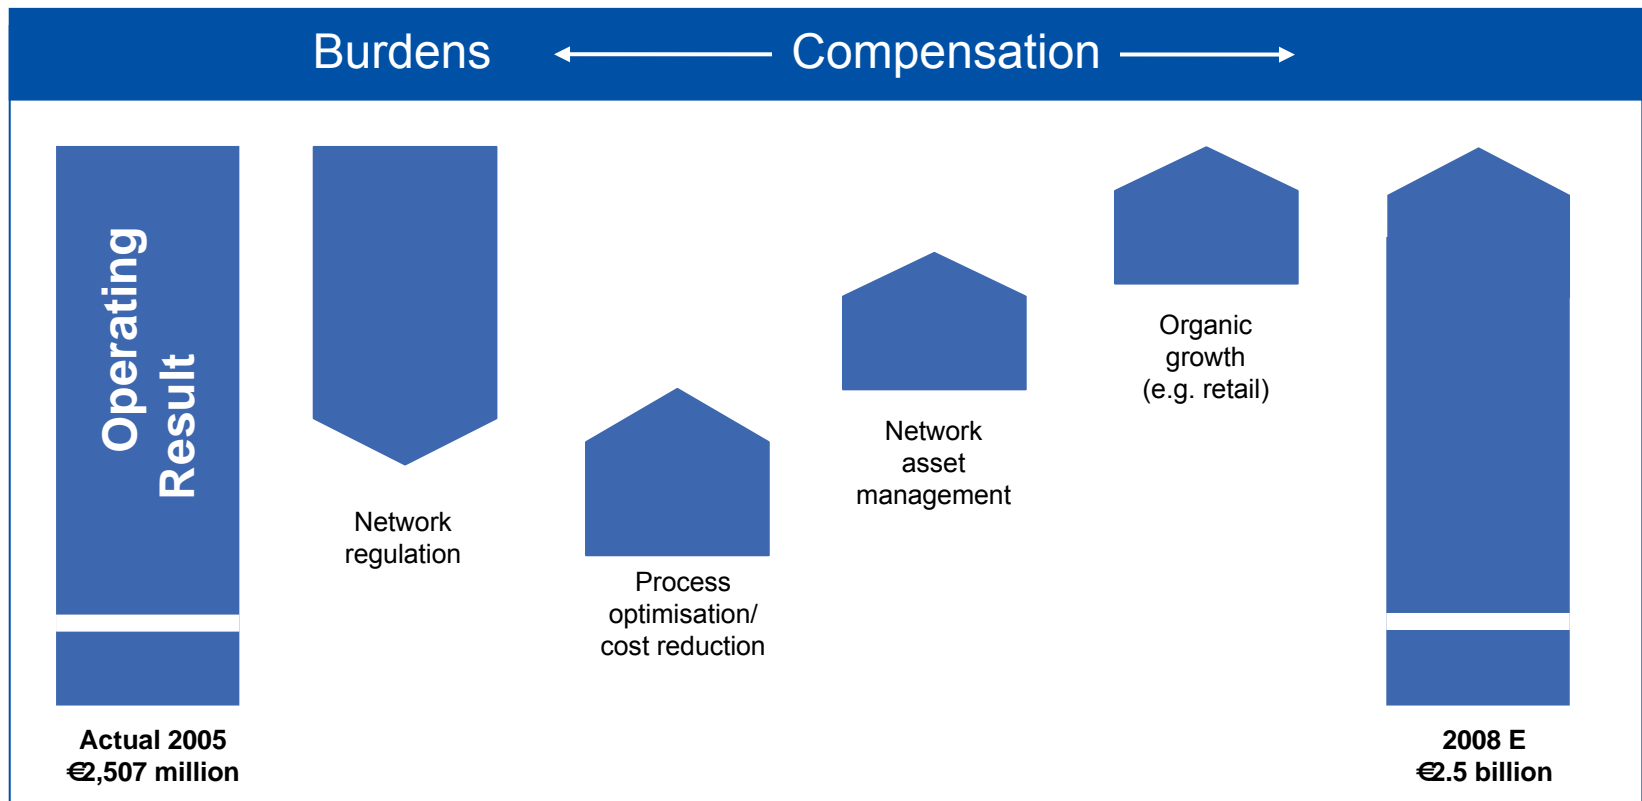 Burdens
Compensation
Operating
Result
Network
regulation
Process
optimisation/
cost reduction
Network
asset
management
Organic
growth
(e.g. retail)
Actual 2005
€2,507 million
2008 E
€2.5 billion